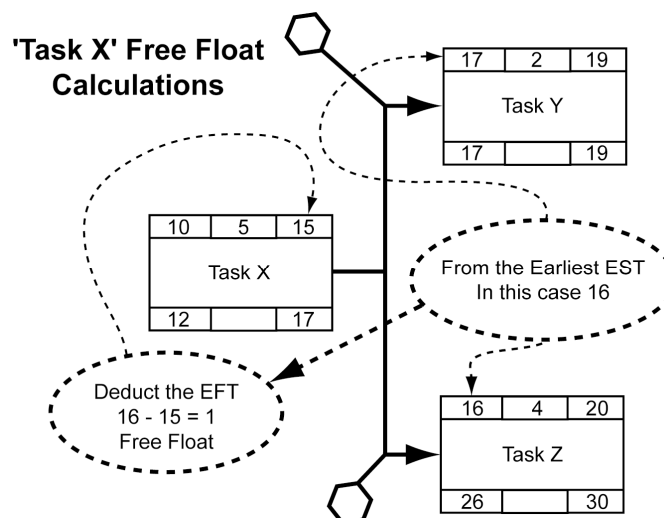 'Task X' Free Float
Calculations
17 2 19
Task Y
17 19
10 5 15
Task X
12 17
From the Earliest EST
In this case 16
Deduct the EFT
16 - 15 = 1
Free Float
16 4 20
Task Z
26 30